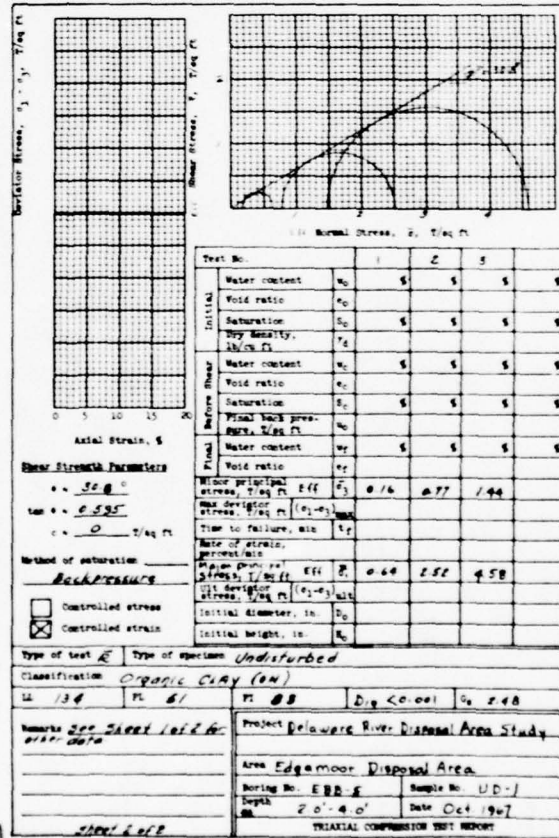 Deviator Stress, σ1 - σ3, T/sq ft
Shear Stress, T, T/sq ft
2 3 4
Normal Stress, σ̄, T/sq ft
0 5 10 15 20
Axial Strain, %
Shear Strength Parameters
φ = 30.8 °
tan φ = 0.595
c = 0 T/sq ft
Method of saturation
Backpressure
Controlled stress
Controlled strain
Test No. 1 2 3
Initial
Water content w0 % % % %
Void ratio e0
Saturation S0 % % % %
Dry density, lb/cu ft γd
Before Shear
Water content wc % % % %
Void ratio ec
Saturation Sc % % % %
Final back pressure, T/sq ft u0
Final
Water content wf % % % %
Void ratio ef
Minor principal stress, T/sq ft Eff σ̄3 0.16 0.77 1.44
Max deviator stress, T/sq ft (σ1-σ3)max
Time to failure, min tf
Rate of strain, percent/min
Major principal stress, T/sq ft Eff σ̄1 0.64 2.52 4.58
Ult deviator stress, T/sq ft (σ1-σ3)ult
Initial diameter, in. D0
Initial height, in. H0
Type of test R̄ Type of specimen Undisturbed
Classification Organic Clay (OH)
LL 134 PL 61 PI D10 <0.001 Gs 2.48
Remarks See Sheet 1 of 2 for
other data
Sheet 2 of 2
Project Delaware River Disposal Area Study
Area Edgamoor Disposal Area
Boring No. Sample No. UD-1
Depth 2.0'-4.0' Date Oct 1967
TRIAXIAL COMPRESSION TEST REPORT